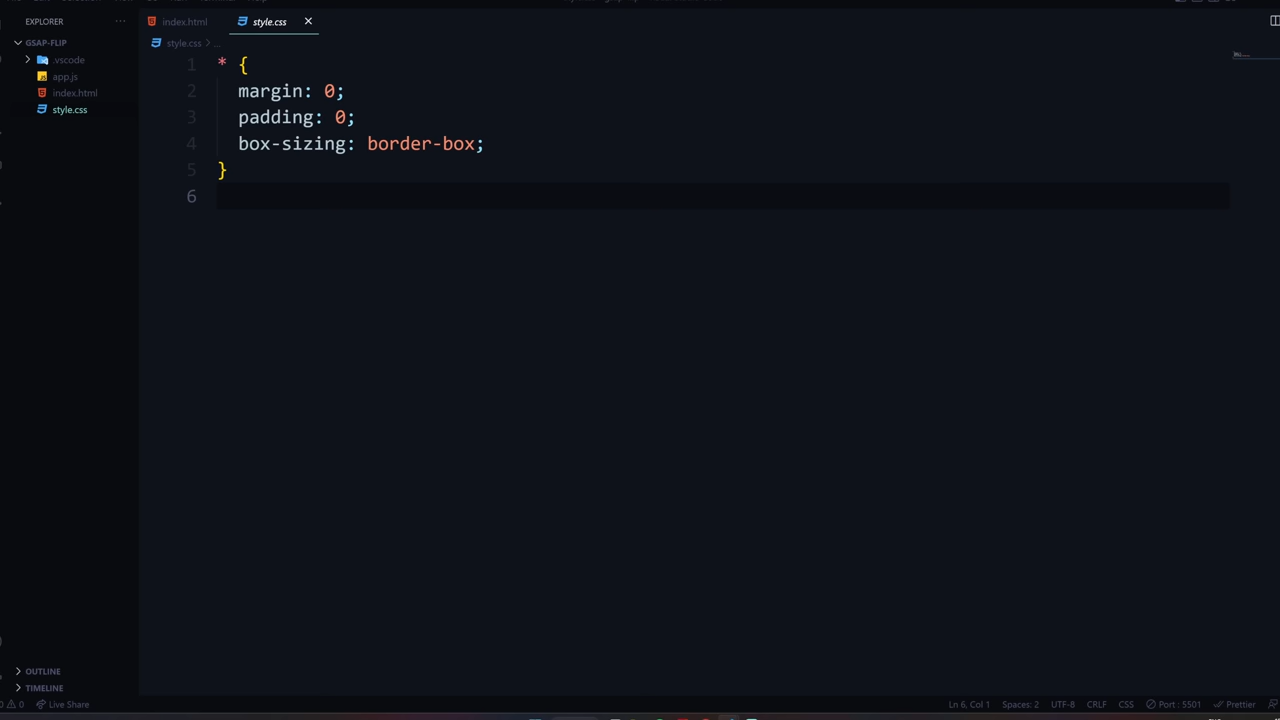 EXPLORER
index.html
style.css
GSAP-FLIP
style.css > ...
.vscode
app.js
index.html
style.css
1 * {
2 margin: 0;
3 padding: 0;
4 box-sizing: border-box;
5 }
6
OUTLINE
TIMELINE
0 Live Share
Ln 6, Col 1 Spaces: 2 UTF-8 CRLF CSS Port : 5501 Prettier